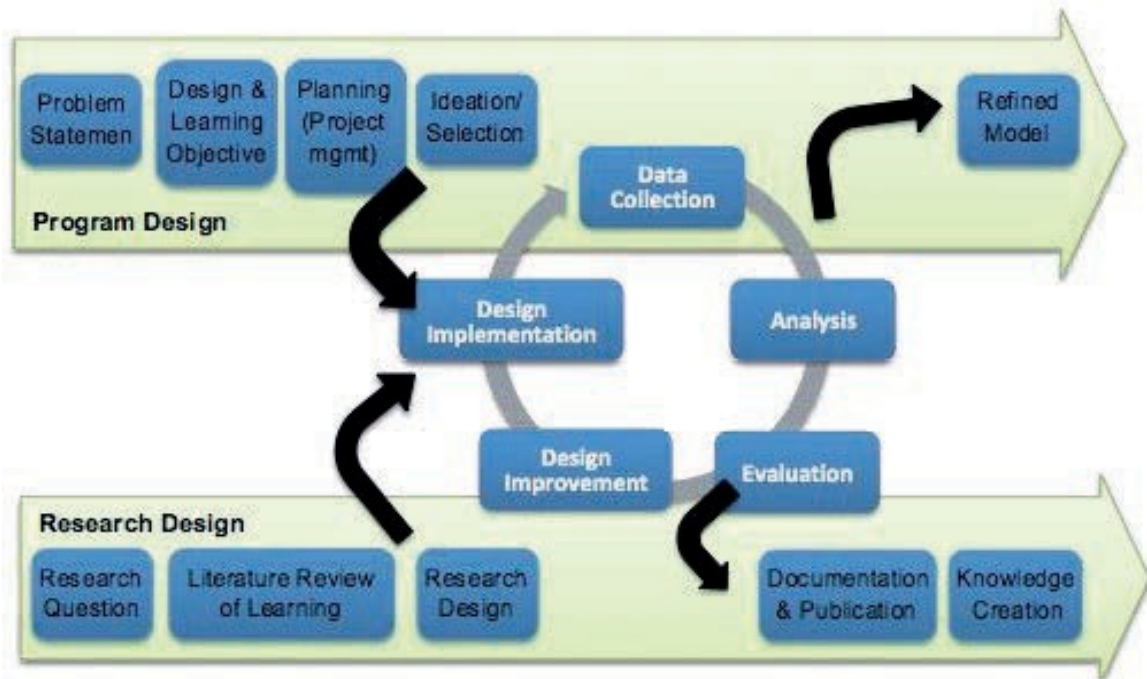 Problem
Statemen
Design &
Learning
Objective
Planning
(Project
mgmt)
Ideation/
Selection
Refined
Model
Program Design
Data
Collection
Design
Implementation
Analysis
Design
Improvement
Evaluation
Research Design
Research
Question
Literature Review
of Learning
Research
Design
Documentation
& Publication
Knowledge
Creation